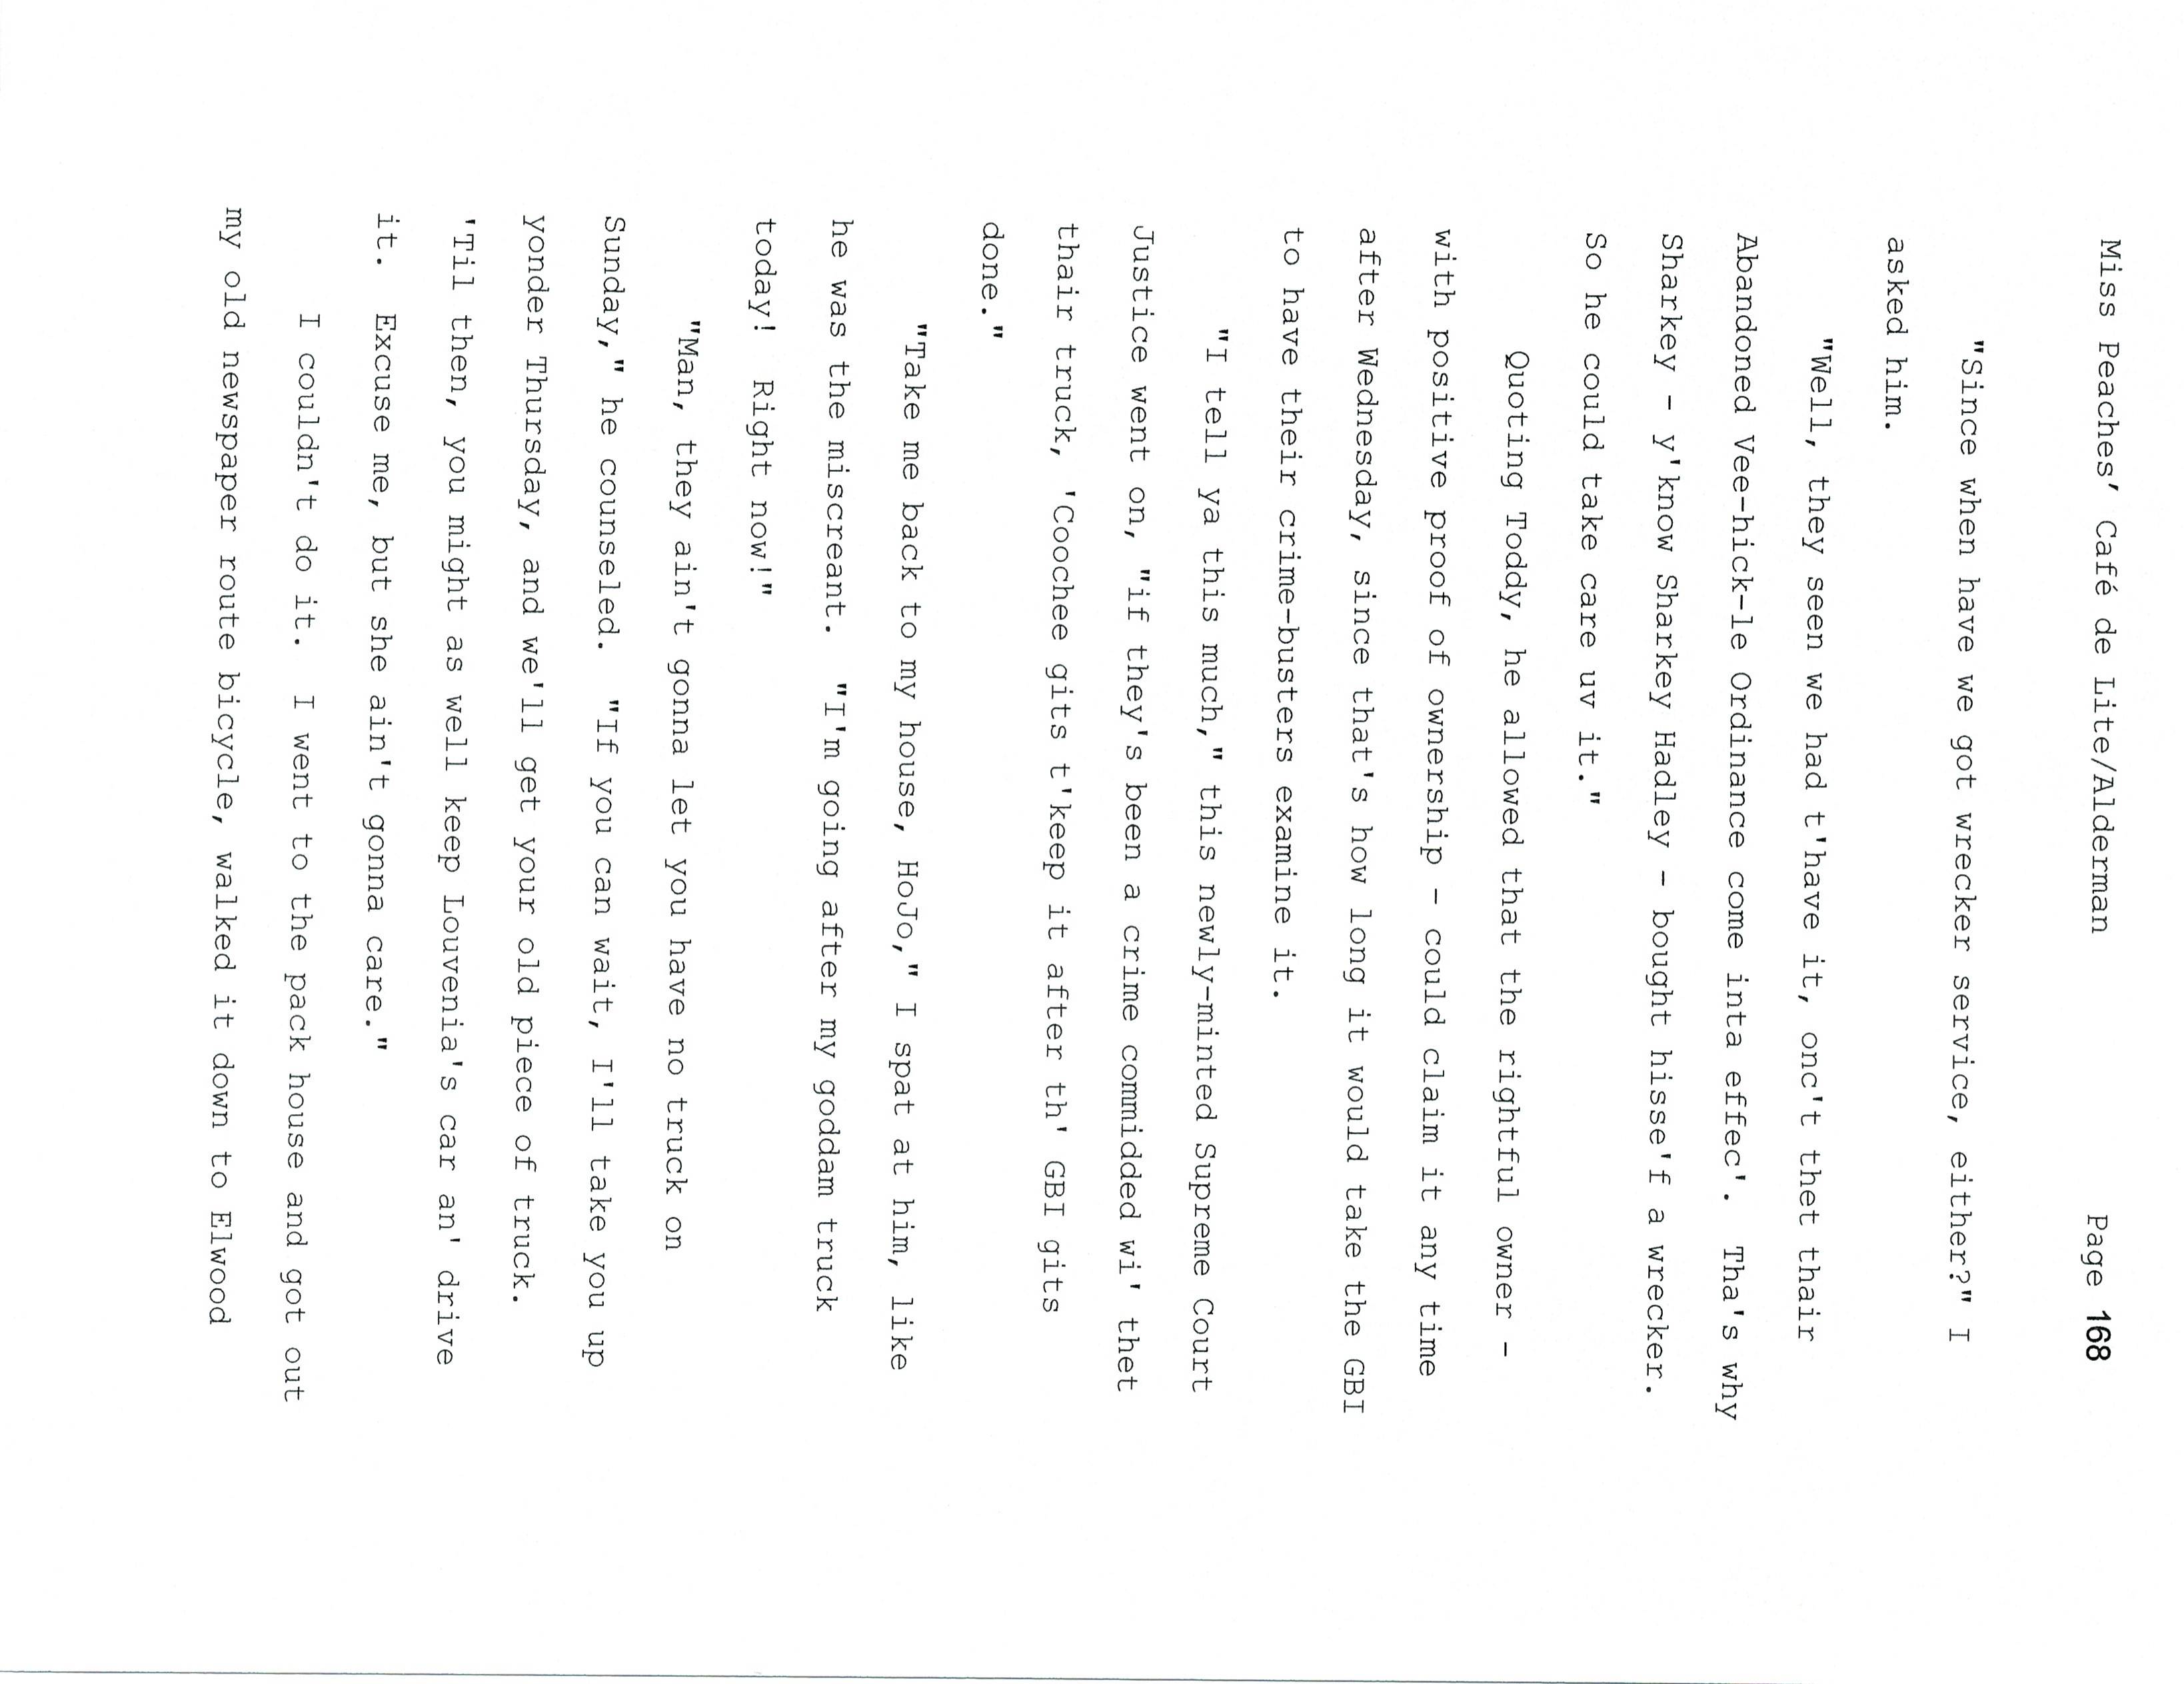 Miss Peaches’ Café de Lite/Alderman Page 168
"Since when have we got wrecker service, either?" I
asked him.
"Well, they seen we had t'have it, onc't thet thair
Abandoned Vee-hick-le Ordinance come inta effec'. Tha's why
Sharkey - y'know Sharkey Hadley - bought hisse'f a wrecker.
So he could take care uv it."
Quoting Toddy, he allowed that the rightful owner -
with positive proof of ownership - could claim it any time
after Wednesday, since that's how long it would take the GBI
to have their crime-busters examine it.
"I tell ya this much," this newly-minted Supreme Court
Justice went on, "if they's been a crime commidded wi' thet
thair truck, 'Coochee gits t'keep it after th' GBI gits
done."
"Take me back to my house, HoJo," I spat at him, like
he was the miscreant. "I'm going after my goddam truck
today! Right now!"
"Man, they ain't gonna let you have no truck on
Sunday," he counseled. "If you can wait, I'll take you up
yonder Thursday, and we'll get your old piece of truck.
'Til then, you might as well keep Louvenia's car an' drive
it. Excuse me, but she ain't gonna care."
I couldn't do it. I went to the pack house and got out
my old newspaper route bicycle, walked it down to Elwood